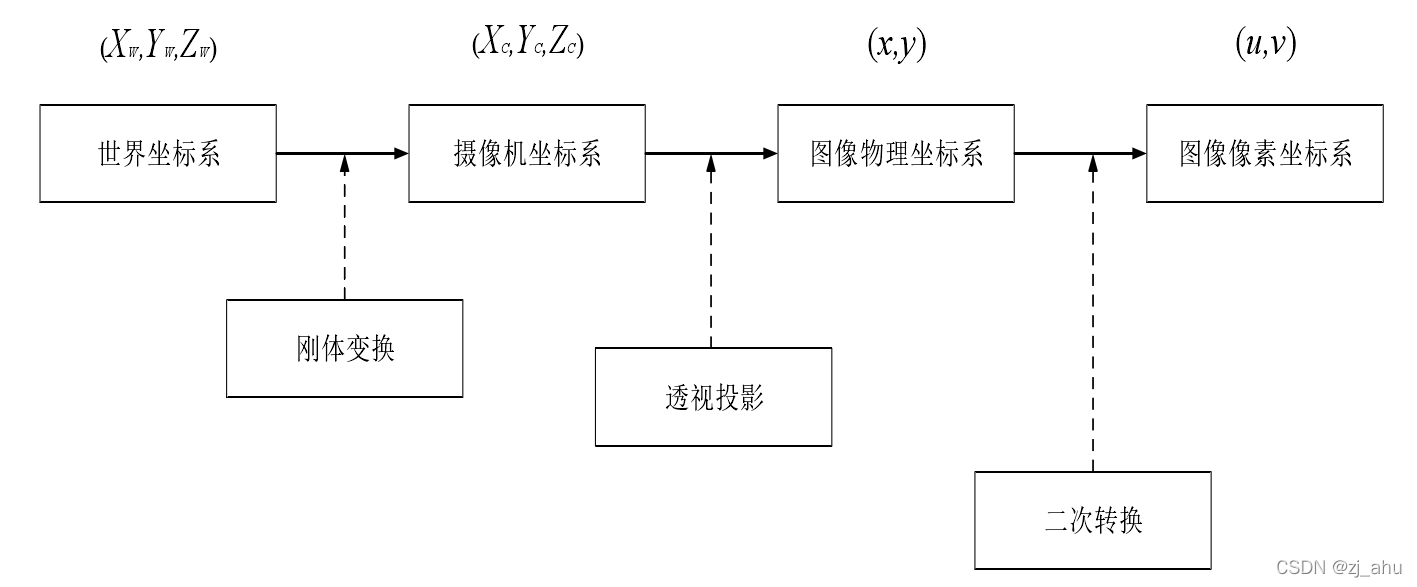 (XW,YW,ZW)
(XC,YC,ZC)
(x,y)
(u,v)
世界坐标系
摄像机坐标系
图像物理坐标系
图像像素坐标系
刚体变换
透视投影
二次转换
CSDN @zj_ahu